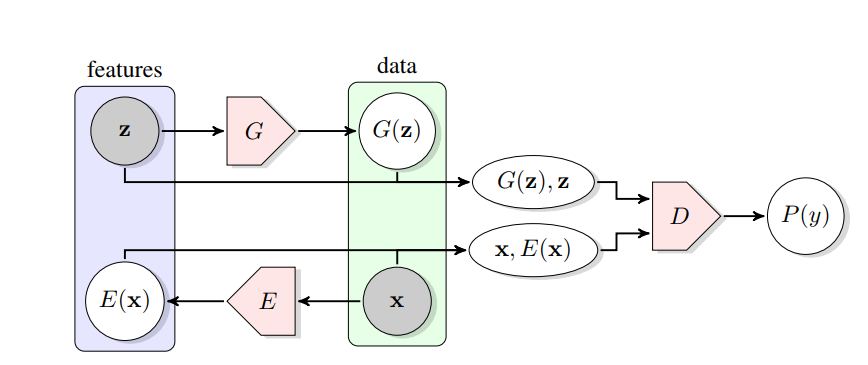 features
data
z
G
G(z)
G(z), z
D
P(y)
x, E(x)
E(x)
E
x